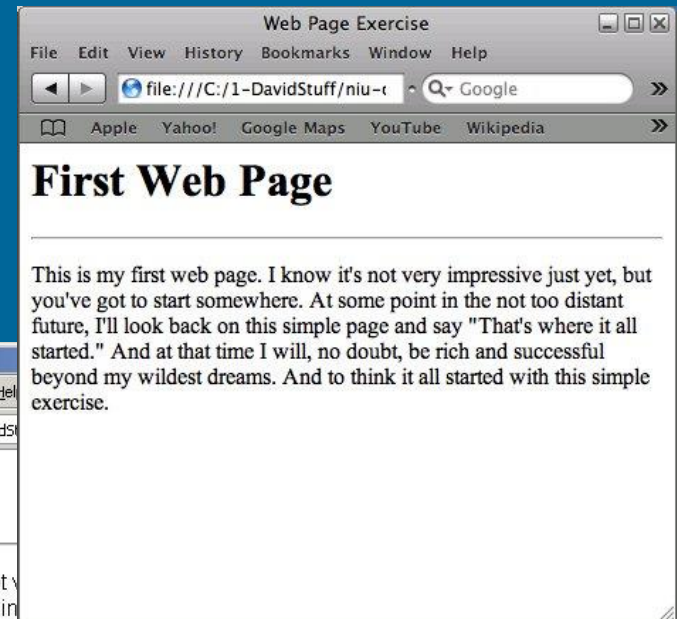 Web Page Exercise
File Edit View History Bookmarks Window Help
file:///C:/1-DavidStuff/niu- Google
Apple Yahoo! Google Maps YouTube Wikipedia
First Web Page
This is my first web page. I know it's not very impressive just yet, but
you've got to start somewhere. At some point in the not too distant
future, I'll look back on this simple page and say "That's where it all
started." And at that time I will, no doubt, be rich and successful
beyond my wildest dreams. And to think it all started with this simple
exercise.